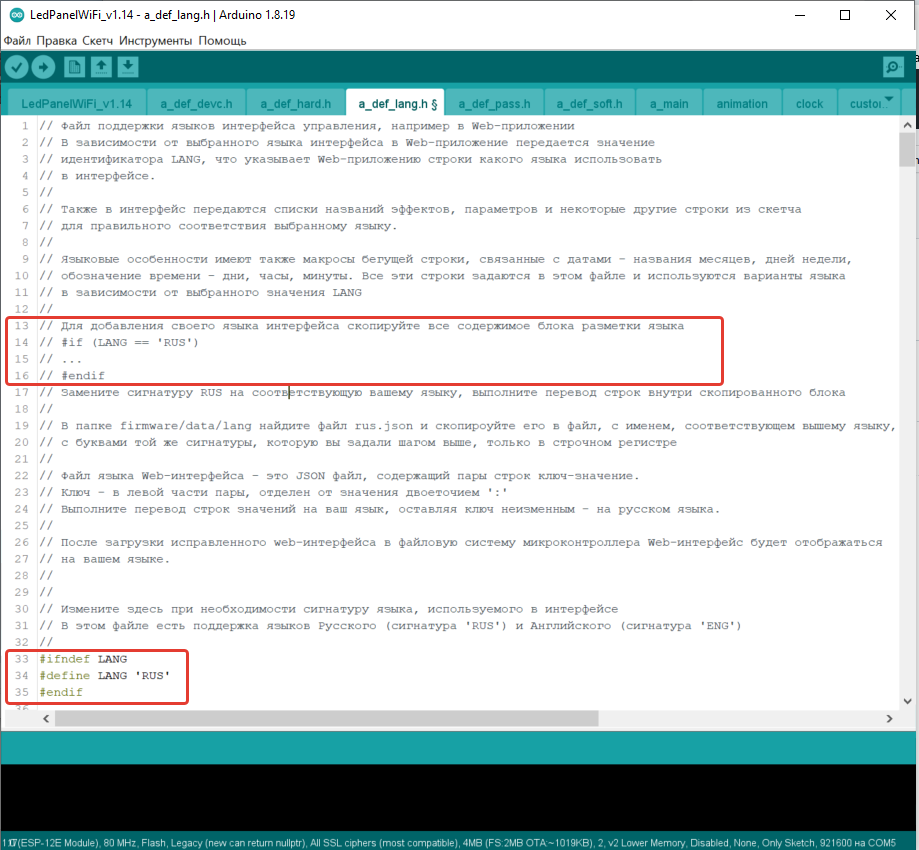 LedPanelWiFi_v1.14 - a_def_lang.h | Arduino 1.8.19
Файл Правка Скетч Инструменты Помощь
LedPanelWiFi_v1.14 a_def_devc.h a_def_hard.h a_def_lang.h § a_def_pass.h a_def_soft.h a_main animation clock
1 // Файл поддержки языков интерфейса управления, например в Web-приложении
2 // В зависимости от выбранного языка интерфейса в Web-приложение передается значение
3 // идентификатора LANG, что указывает Web-приложению строки какого языка использовать
4 // в интерфейсе.
5 //
6 // Также в интерфейс передаются списки названий эффектов, параметров и некоторые другие строки из скетча
7 // для правильного соответствия выбранному языку.
8 //
9 // Языковые особенности имеют также макросы бегущей строки, связанные с датами - названия месяцев, дней недели,
10 // обозначение времени - дни, часы, минуты. Все эти строки задаются в этом файле и используются варианты языка
11 // в зависимости от выбранного значения LANG
12 //
13 // Для добавления своего языка интерфейса скопируйте все содержимое блока разметки языка
14 // #if (LANG == 'RUS')
15 // ...
16 // #endif
17 // Замените сигнатуру RUS на соответствующую вашему языку, выполните перевод строк внутри скопированного блока
18 //
19 // В папке firmware/data/lang найдите файл rus.json и скопируйте его в файл, с именем, соответствующем вышему языку,
20 // с буквами той же сигнатуры, которую вы задали шагом выше, только в строчном регистре
21 //
22 // Файл языка Web-интерфейса - это JSON файл, содержащий пары строк ключ-значение.
23 // Ключ - в левой части пары, отделен от значения двоеточием ':'
24 // Выполните перевод строк значений на ваш язык, оставляя ключ неизменным - на русском языке.
25 //
26 // После загрузки исправленного web-интерфейса в файловую систему микроконтроллера Web-интерфейс будет отображаться
27 // на вашем языке.
28 //
29 //
30 // Измените здесь при необходимости сигнатуру языка, используемого в интерфейсе
31 // В этом файле есть поддержка языков Русского (сигнатура 'RUS') и Английского (сигнатура 'ENG')
32 //
33 #ifndef LANG
34 #define LANG 'RUS'
35 #endif
36
(ESP-12E Module), 80 MHz, Flash, Legacy (new can return nullptr), All SSL ciphers (most compatible), 4MB (FS:2MB OTA:~1019KB), 2, v2 Lower Memory, Disabled, None, Only Sketch, 921600 на COM5